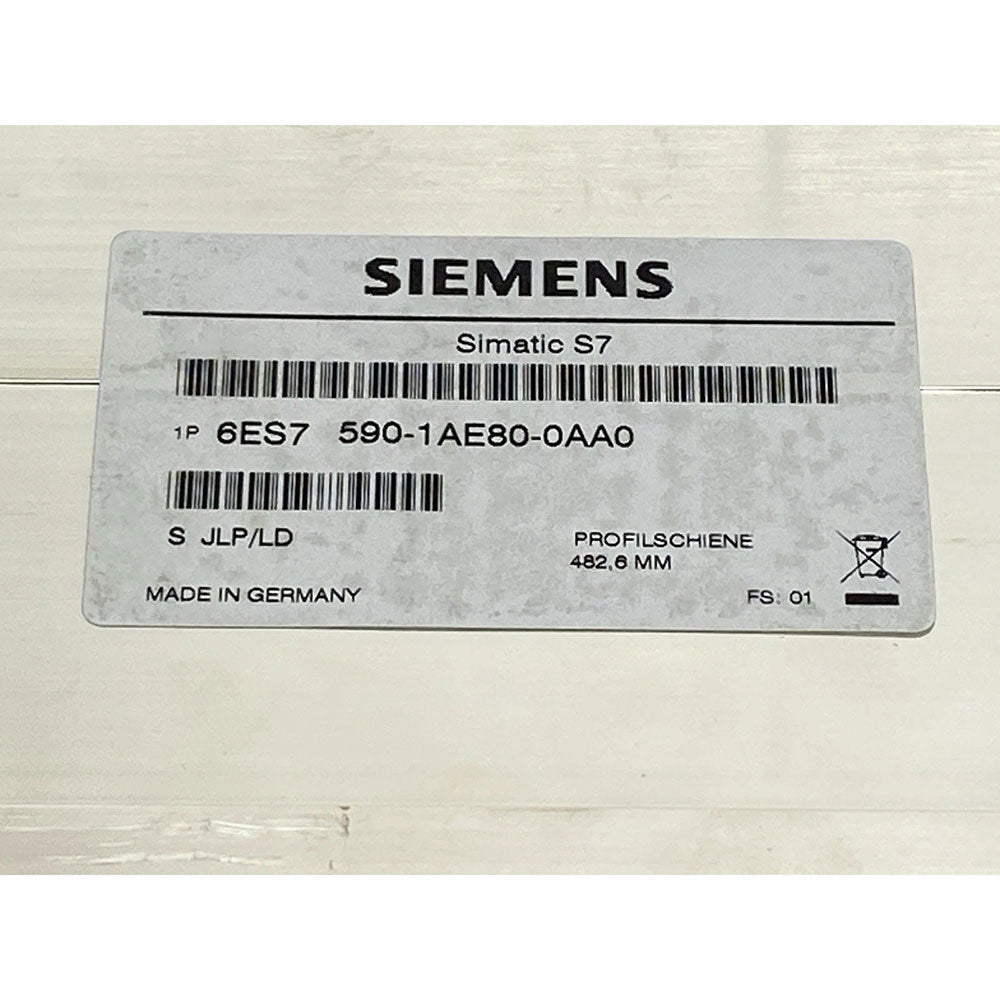 SIEMENS
Simatic S7
1P 6ES7 590-1AE80-0AA0
S JLP/LD
PROFILSCHIENE
482,6 MM
MADE IN GERMANY
FS: 01